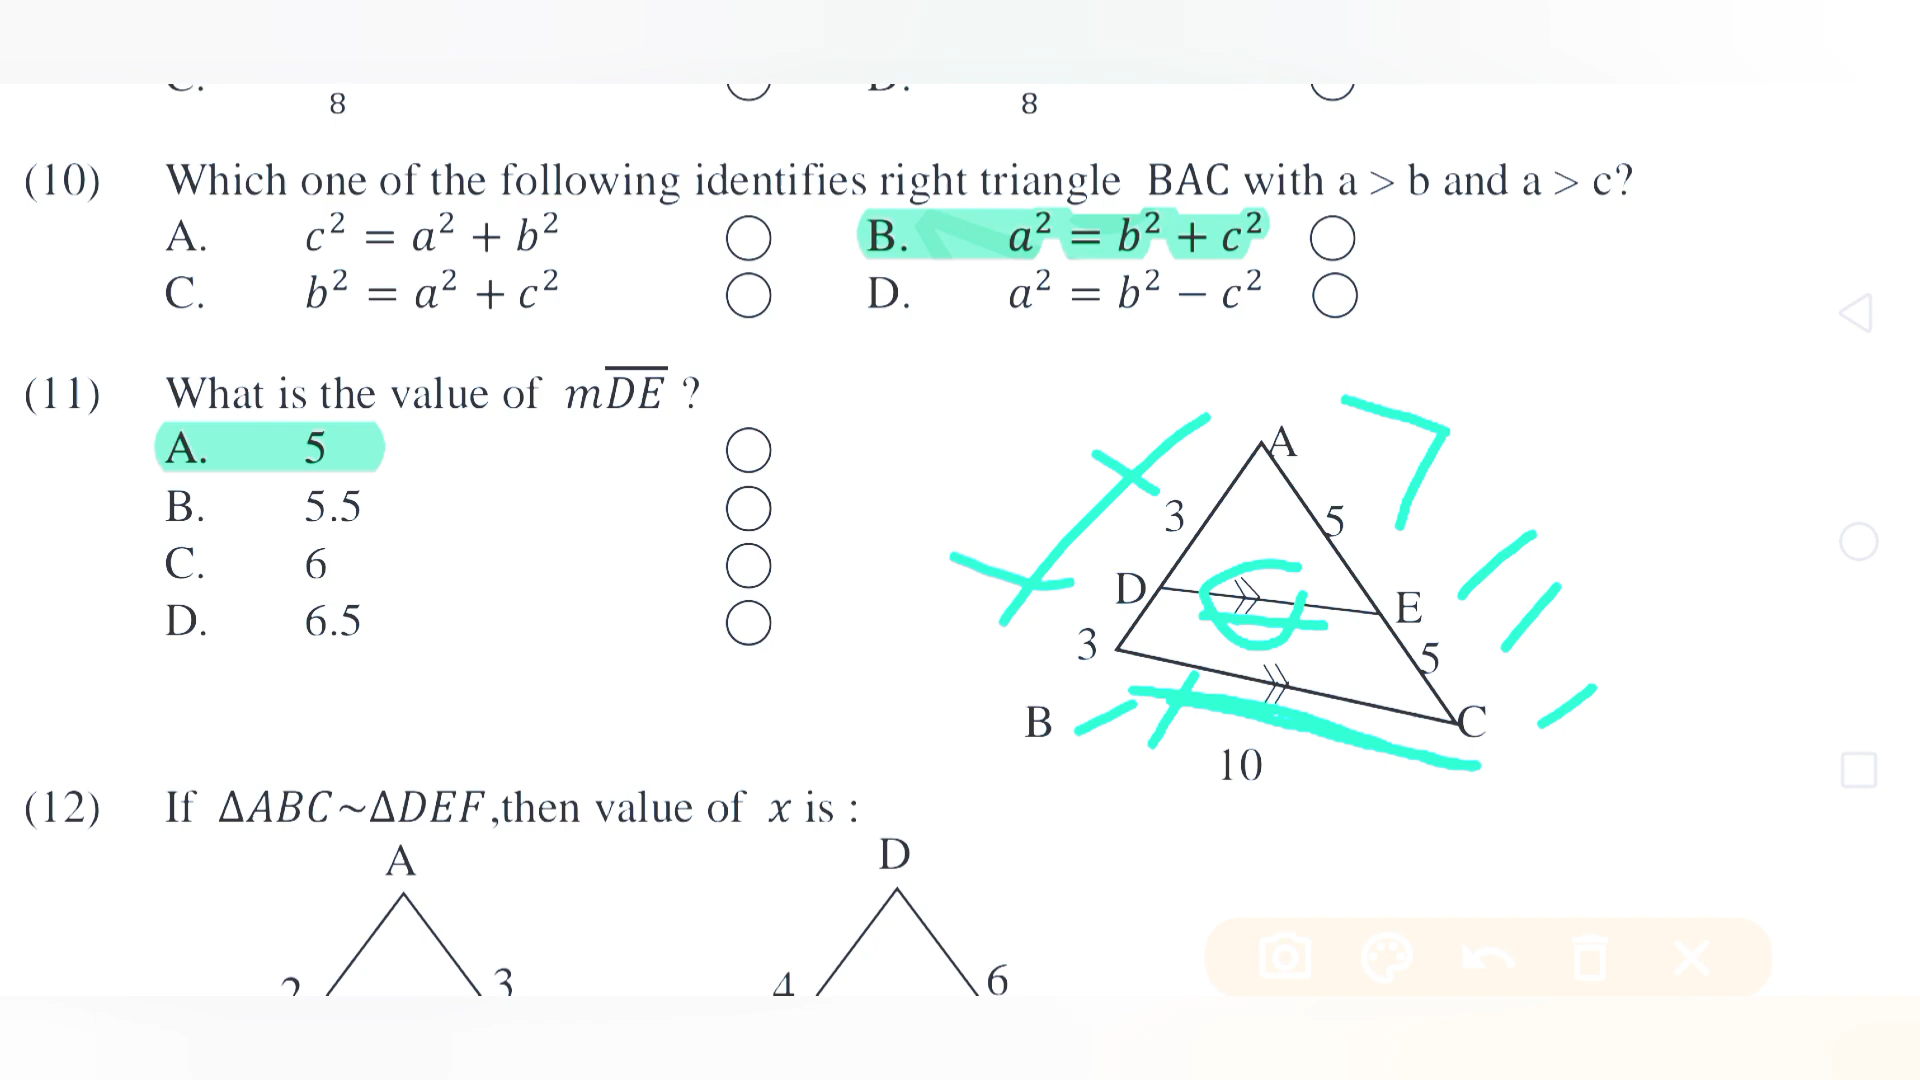 8 8
(10) Which one of the following identifies right triangle BAC with a > b and a > c?
A. c² = a² + b² B. a² = b² + c²
C. b² = a² + c² D. a² = b² − c²
(11) What is the value of m\overline{DE} ?
A. 5
B. 5.5
C. 6
D. 6.5
A
3 5
D E
3 5
B C
10
(12) If ΔABC~ΔDEF,then value of x is :
A D
2 3 4 6